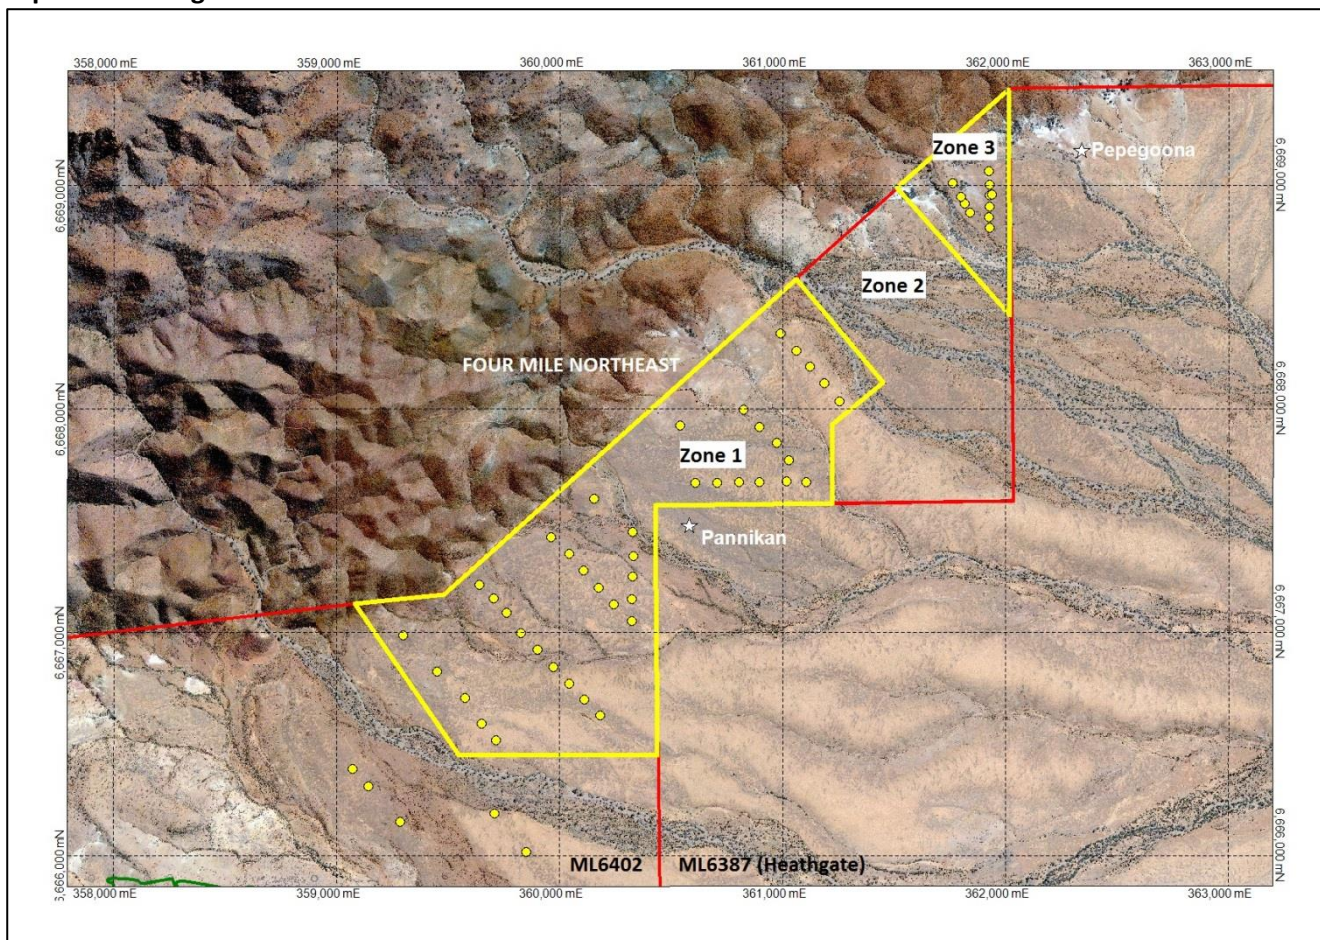 358,000 mE 359,000 mE 360,000 mE 361,000 mE 362,000 mE 363,000 mE
Zone 3
Pepegoona
6,669,000 mN
6,669,000 mN
Zone 2
FOUR MILE NORTHEAST
6,668,000 mN
6,668,000 mN
Zone 1
Pannikan
6,667,000 mN
6,667,000 mN
6,666,000 mN
ML6402 ML6387 (Heathgate)
358,000 mE 359,000 mE 360,000 mE 361,000 mE 362,000 mE 363,000 mE